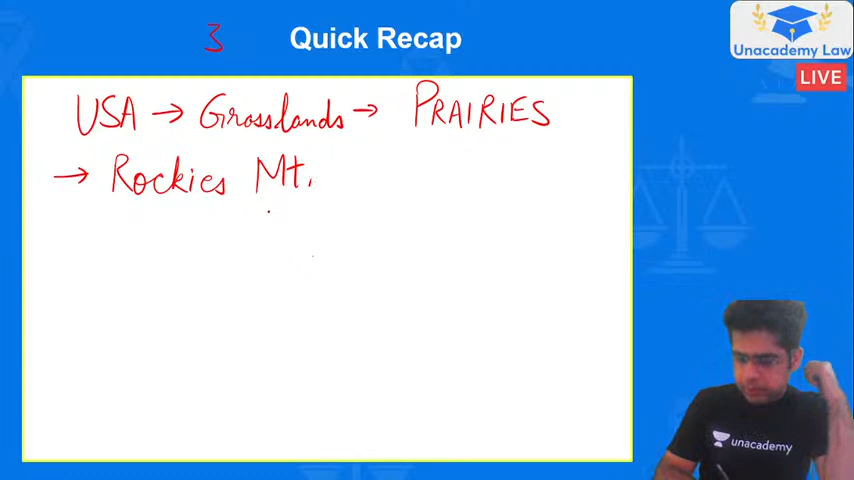 3 Quick Recap
Unacademy Law
LIVE
USA → Grasslands → PRAIRIES
→ Rockies Mt.
unacademy